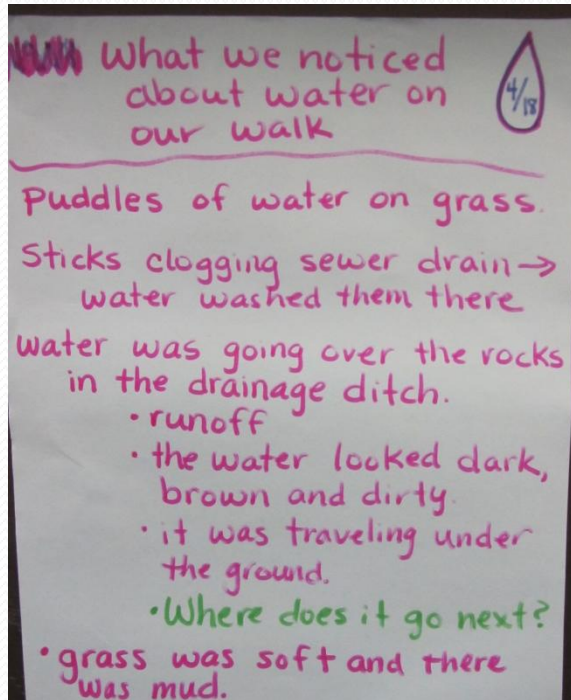 What we noticed
about water on
our walk
4/18
Puddles of water on grass.
Sticks clogging sewer drain→
water washed them there
water was going over the rocks
in the drainage ditch.
• runoff
• the water looked dark,
brown and dirty.
• it was traveling under
the ground.
• Where does it go next?
• grass was soft and there
was mud.